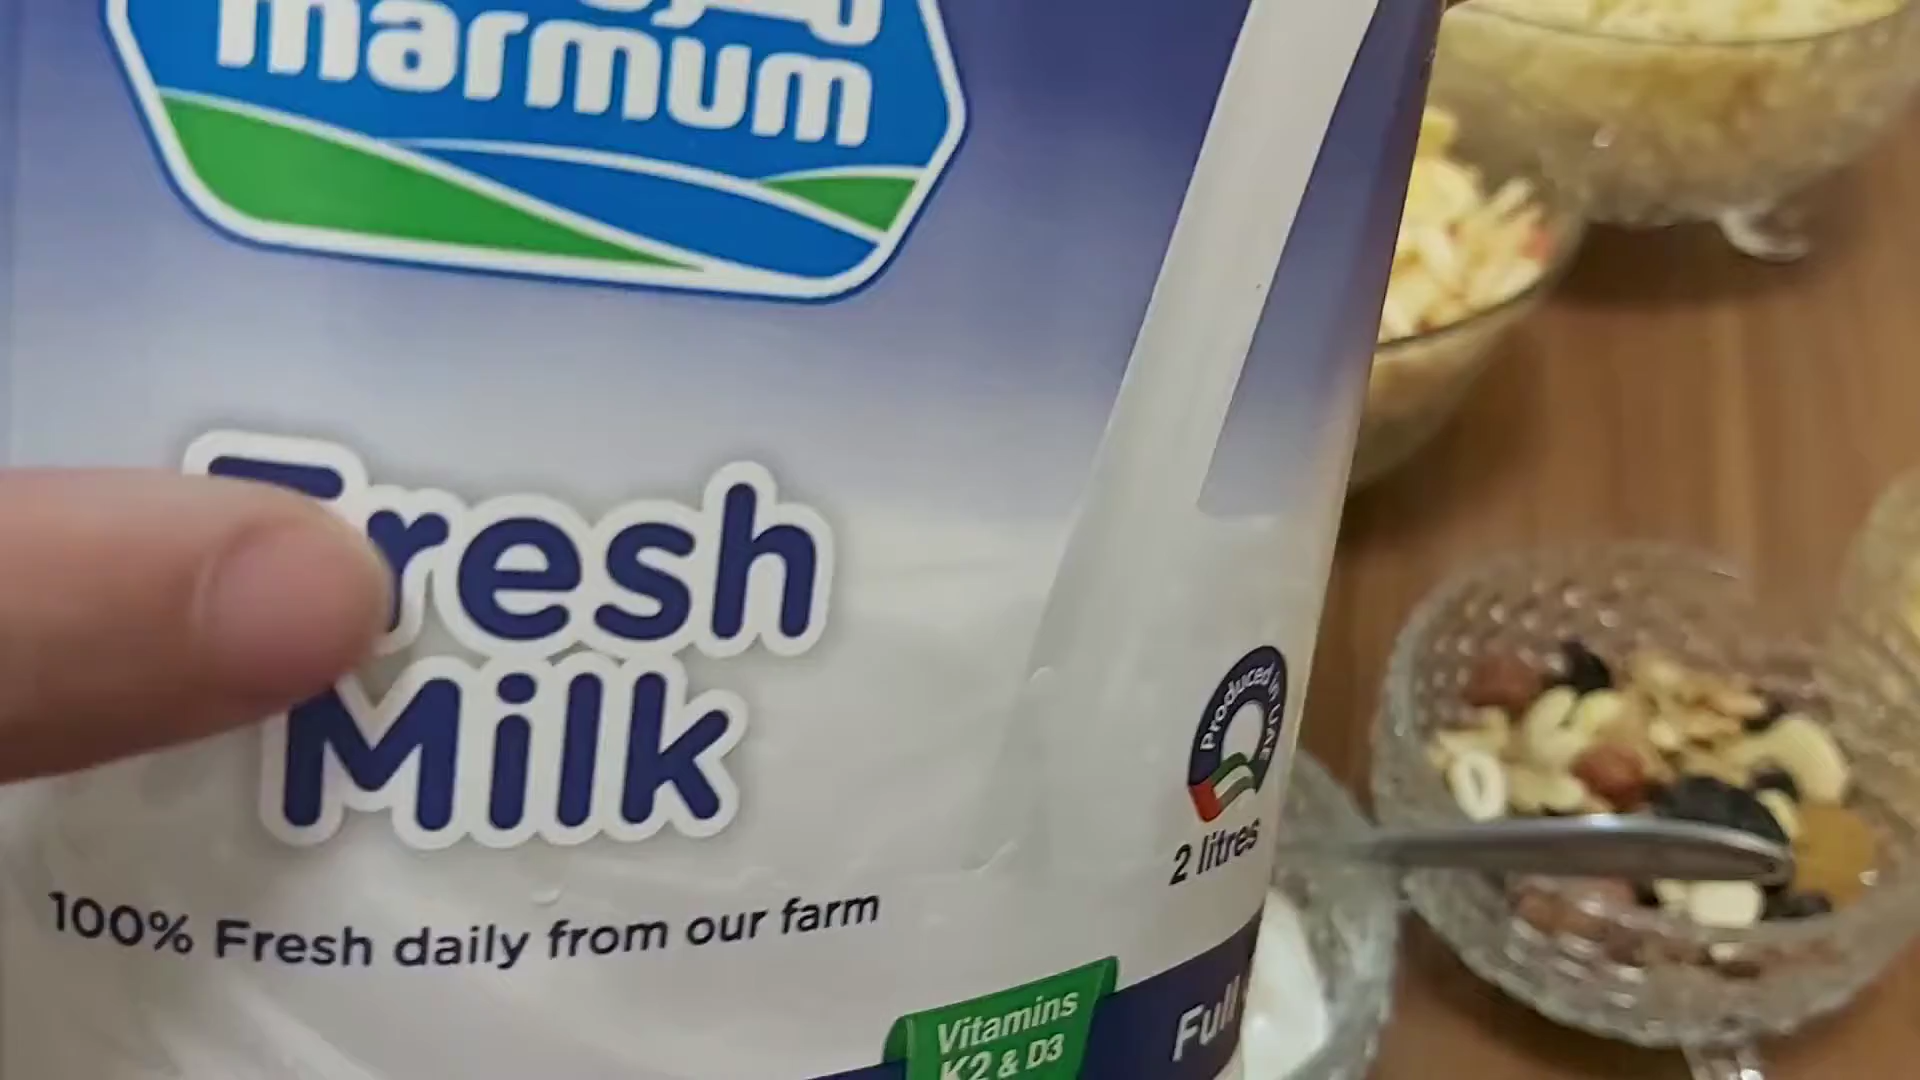 marmum
Fresh
Milk
100% Fresh daily from our farm
Produced in UAE
2 litres
Vitamins
K2 & D3
Full